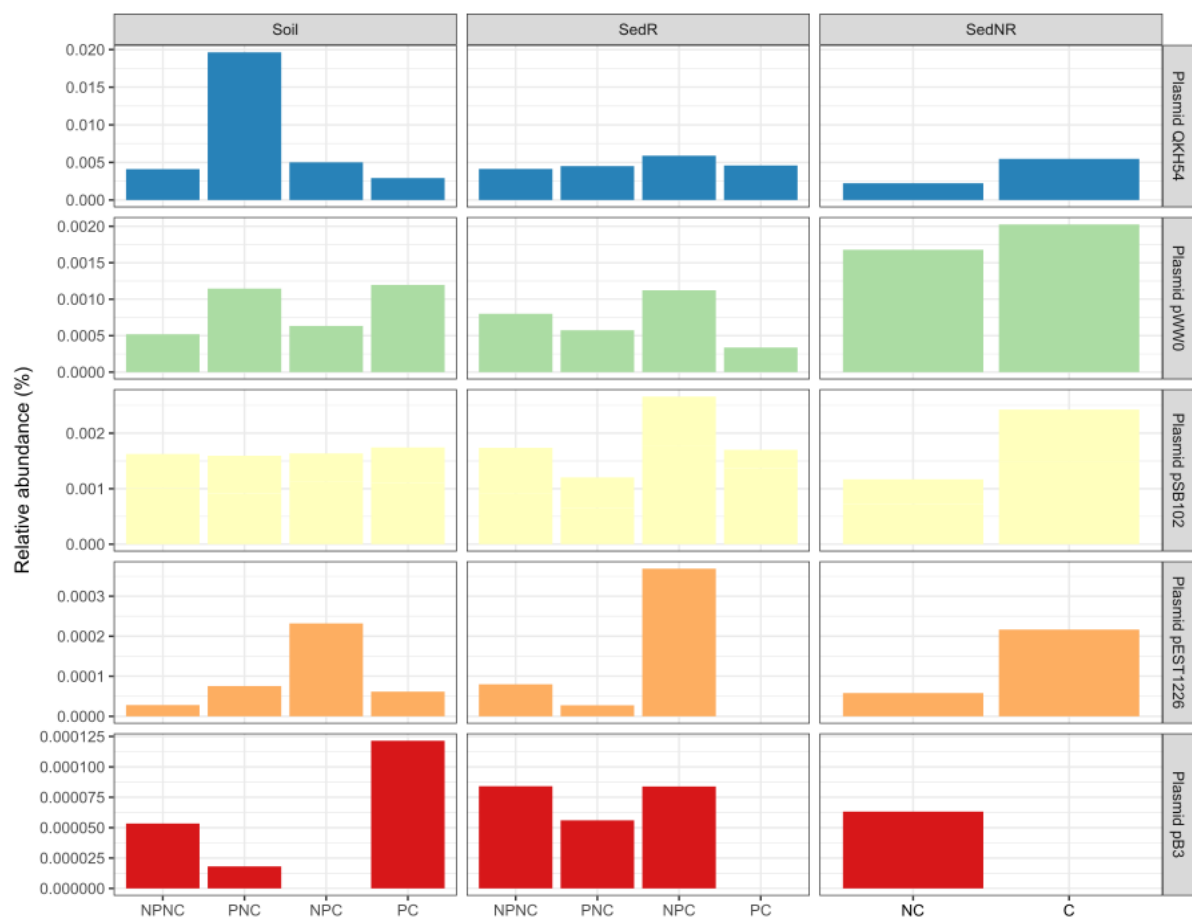 Soil SedR SedNR
Relative abundance (%)
0.020
0.015
0.010
0.005
0.000
Plasmid QKH54
0.0020
0.0015
0.0010
0.0005
0.0000
Plasmid pWW0
0.002
0.001
0.000
Plasmid pSB102
0.0003
0.0002
0.0001
0.0000
Plasmid pEST1226
0.000125
0.000100
0.000075
0.000050
0.000025
0.000000
Plasmid pB3
NPNC PNC NPC PC NPNC PNC NPC PC NC C